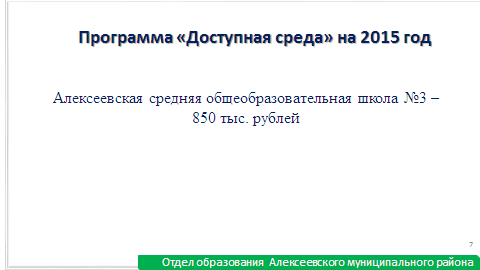 Программа «Доступная среда» на 2015 год
Алексеевская средняя общеобразовательная школа №3 –
850 тыс. рублей
7
Отдел образования Алексеевского муниципального района